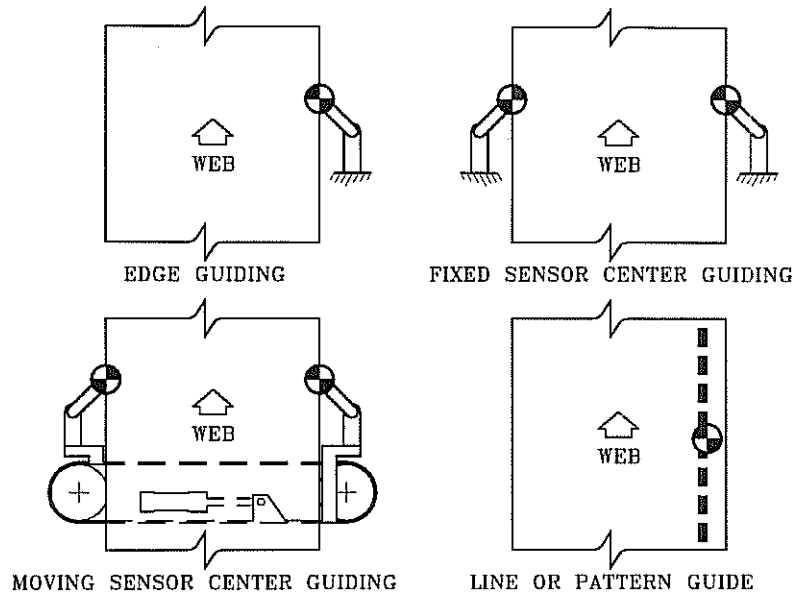 WEB
EDGE GUIDING
WEB
FIXED SENSOR CENTER GUIDING
WEB
MOVING SENSOR CENTER GUIDING
WEB
LINE OR PATTERN GUIDE